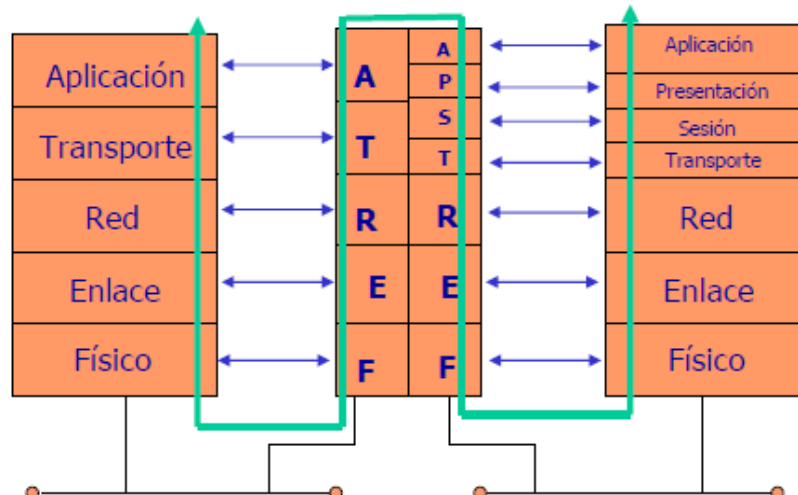 Aplicación
Transporte
Red
Enlace
Físico
A
T
R
E
F
A
P
S
T
R
E
F
Aplicación
Presentación
Sesión
Transporte
Red
Enlace
Físico